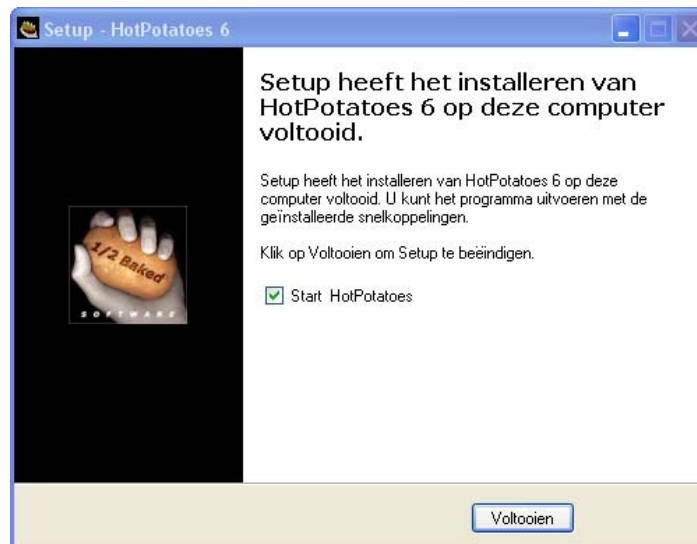 Setup - HotPotatoes 6
Setup heeft het installeren van
HotPotatoes 6 op deze computer
voltooid.
Setup heeft het installeren van HotPotatoes 6 op deze
computer voltooid. U kunt het programma uitvoeren met de
geïnstalleerde snelkoppelingen.
Klik op Voltooien om Setup te beëindigen.
Start HotPotatoes
1/2 Baked
SOFTWARE
Voltooien